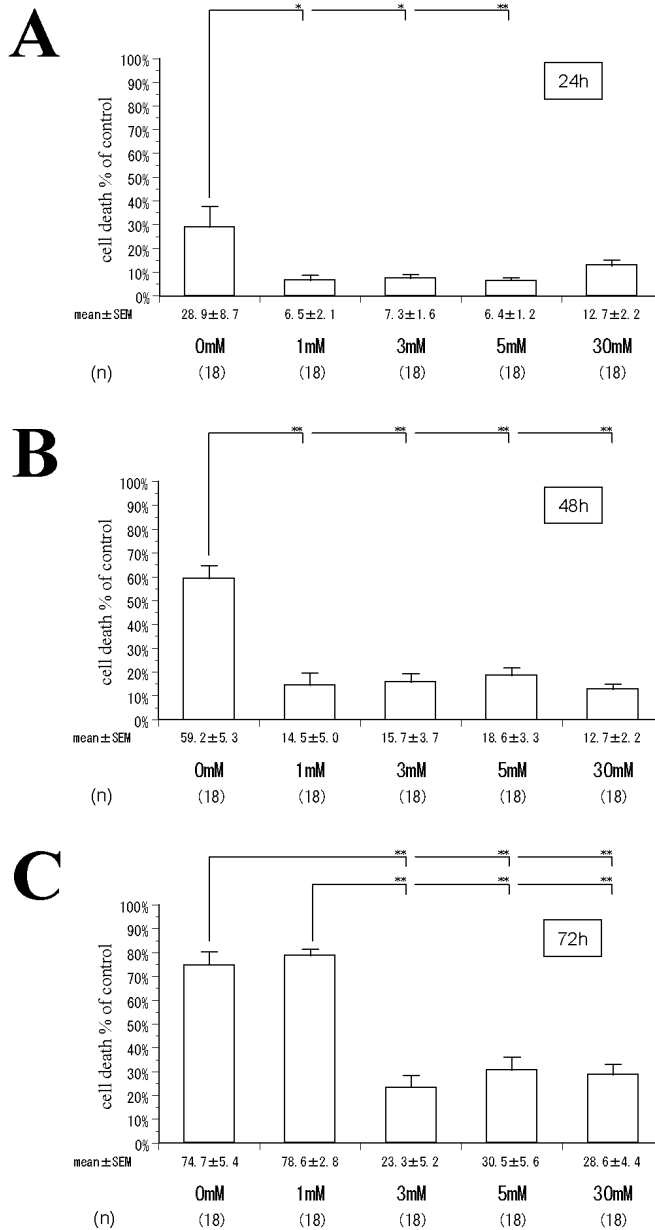 A
* * **
24h
cell death % of control
100%
90%
80%
70%
60%
50%
40%
30%
20%
10%
0%
mean±SEM 28.9±8.7 6.5±2.1 7.3±1.6 6.4±1.2 12.7±2.2
0mM 1mM 3mM 5mM 30mM
(n) (18) (18) (18) (18) (18)
B
** ** ** **
48h
cell death % of control
100%
90%
80%
70%
60%
50%
40%
30%
20%
10%
0%
mean±SEM 59.2±5.3 14.5±5.0 15.7±3.7 18.6±3.3 12.7±2.2
0mM 1mM 3mM 5mM 30mM
(n) (18) (18) (18) (18) (18)
C
** ** **
** ** **
72h
cell death % of control
100%
90%
80%
70%
60%
50%
40%
30%
20%
10%
0%
mean±SEM 74.7±5.4 78.6±2.8 23.3±5.2 30.5±5.6 28.6±4.4
0mM 1mM 3mM 5mM 30mM
(n) (18) (18) (18) (18) (18)